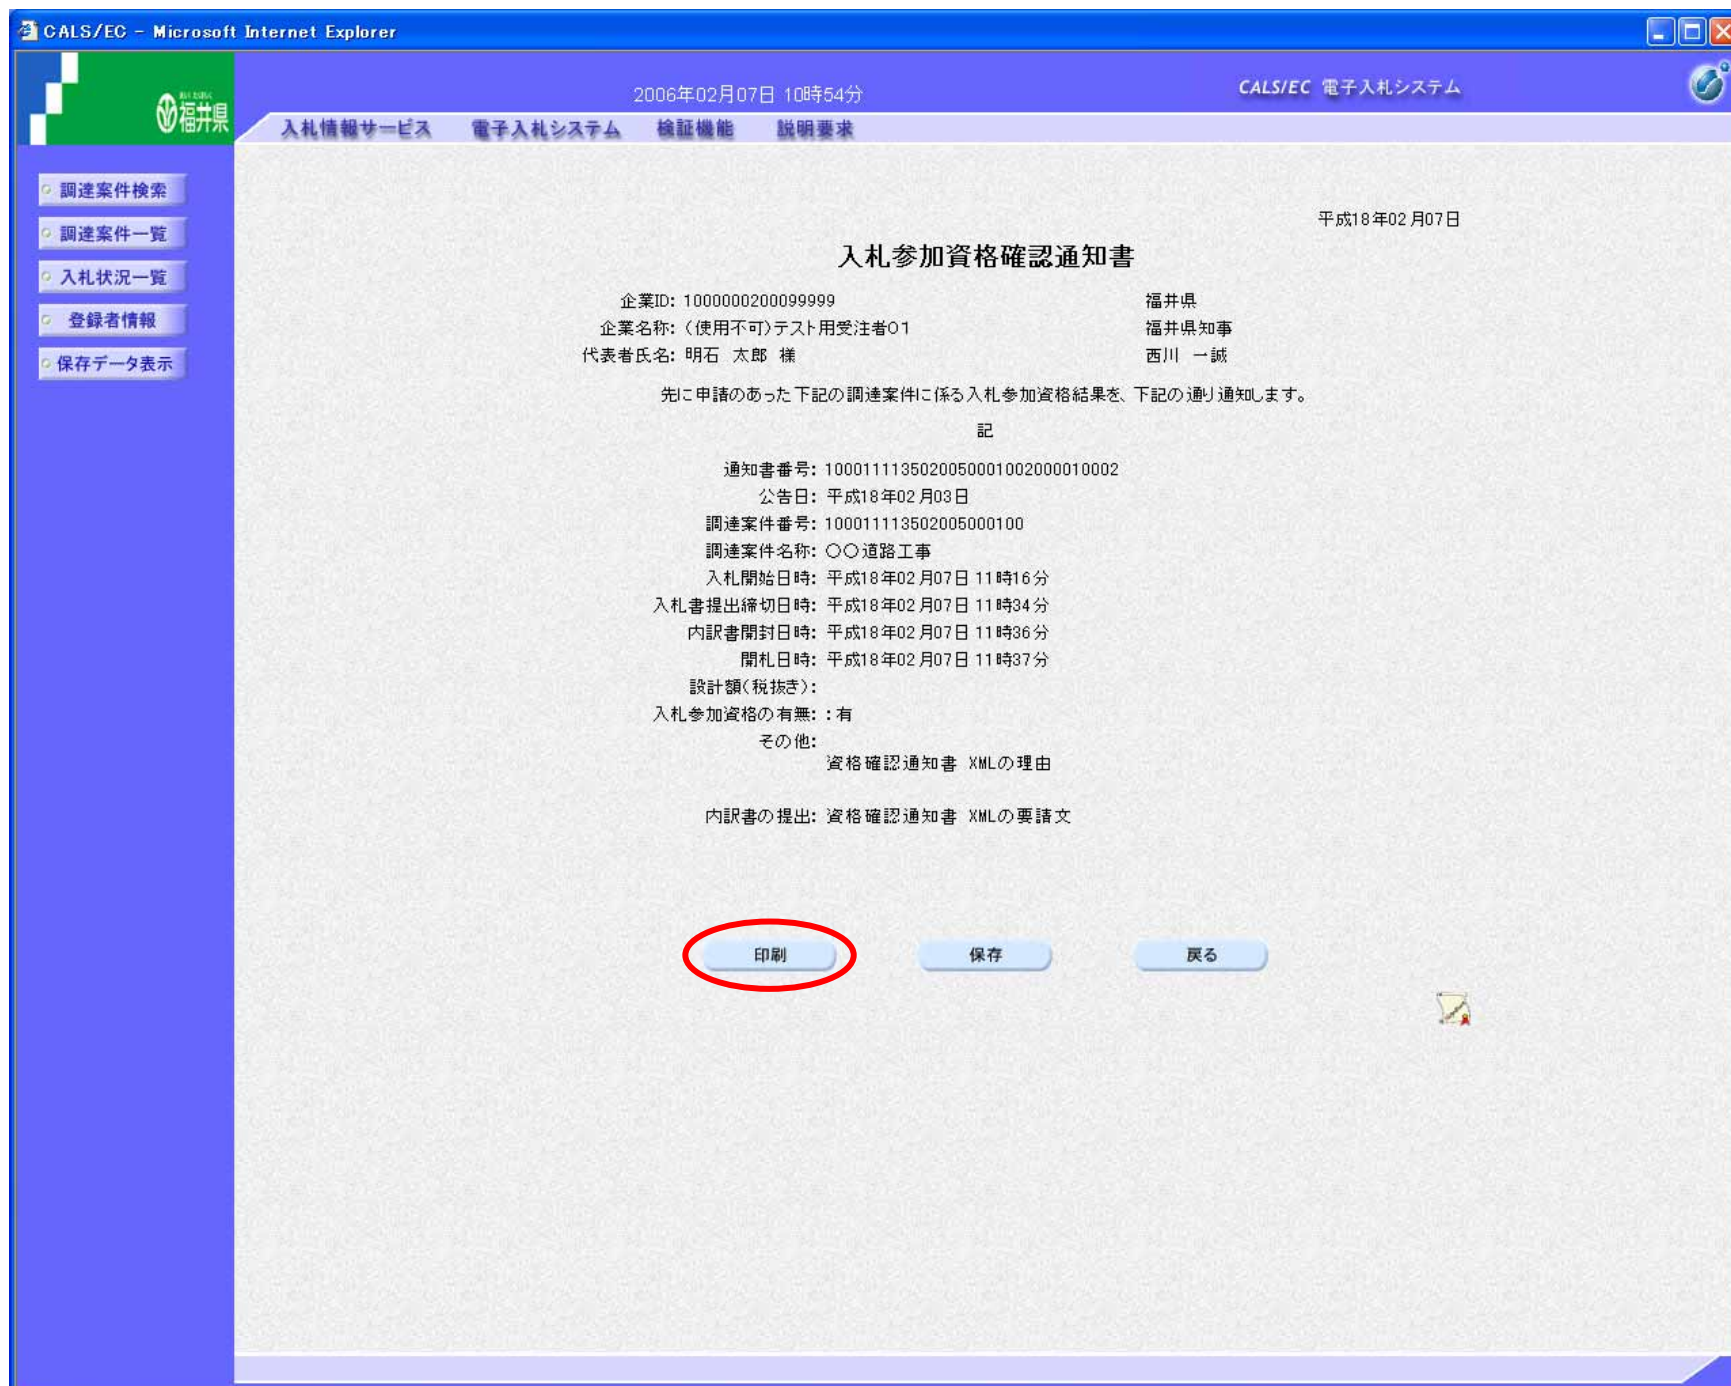 CALS/EC - Microsoft Internet Explorer
福井県
2006年02月07日 10時54分
CALS/EC 電子入札システム
入札情報サービス 電子入札システム 検証機能 説明要求
調達案件検索
調達案件一覧
入札状況一覧
登録者情報
保存データ表示
平成18年02月07日
入札参加資格確認通知書
企業ID: 1000000200099999 福井県
企業名称: (使用不可)テスト用受注者01 福井県知事
代表者氏名: 明石 太郎 様 西川 一誠
先に申請のあった下記の調達案件に係る入札参加資格結果を、下記の通り通知します。
記
通知書番号: 1000111135020050001002000010002
公告日: 平成18年02月03日
調達案件番号: 100011113502005000100
調達案件名称: 〇〇道路工事
入札開始日時: 平成18年02月07日 11時16分
入札書提出締切日時: 平成18年02月07日 11時34分
内訳書開封日時: 平成18年02月07日 11時36分
開札日時: 平成18年02月07日 11時37分
設計額(税抜き):
入札参加資格の有無: : 有
その他:
資格確認通知書 XMLの理由
内訳書の提出: 資格確認通知書 XMLの要請文
印刷 保存 戻る